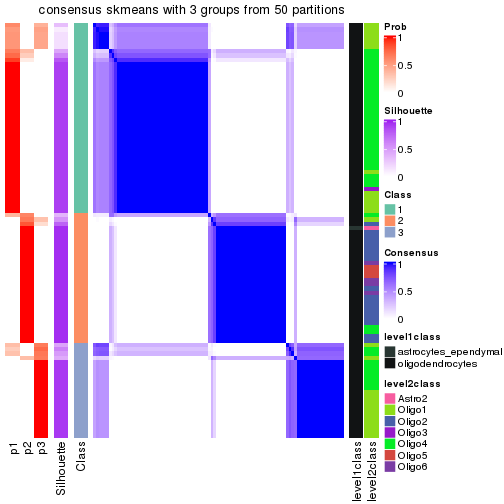 consensus skmeans with 3 groups from 50 partitions
Prob
1
0.5
0
Silhouette
1
0.5
0
Class
1
2
3
Consensus
1
0.5
0
level1class
astrocytes_ependymal
oligodendrocytes
level2class
Astro2
Oligo1
Oligo2
Oligo3
Oligo4
Oligo5
Oligo6
p1
p2
p3
Silhouette
Class
level1class
level2class